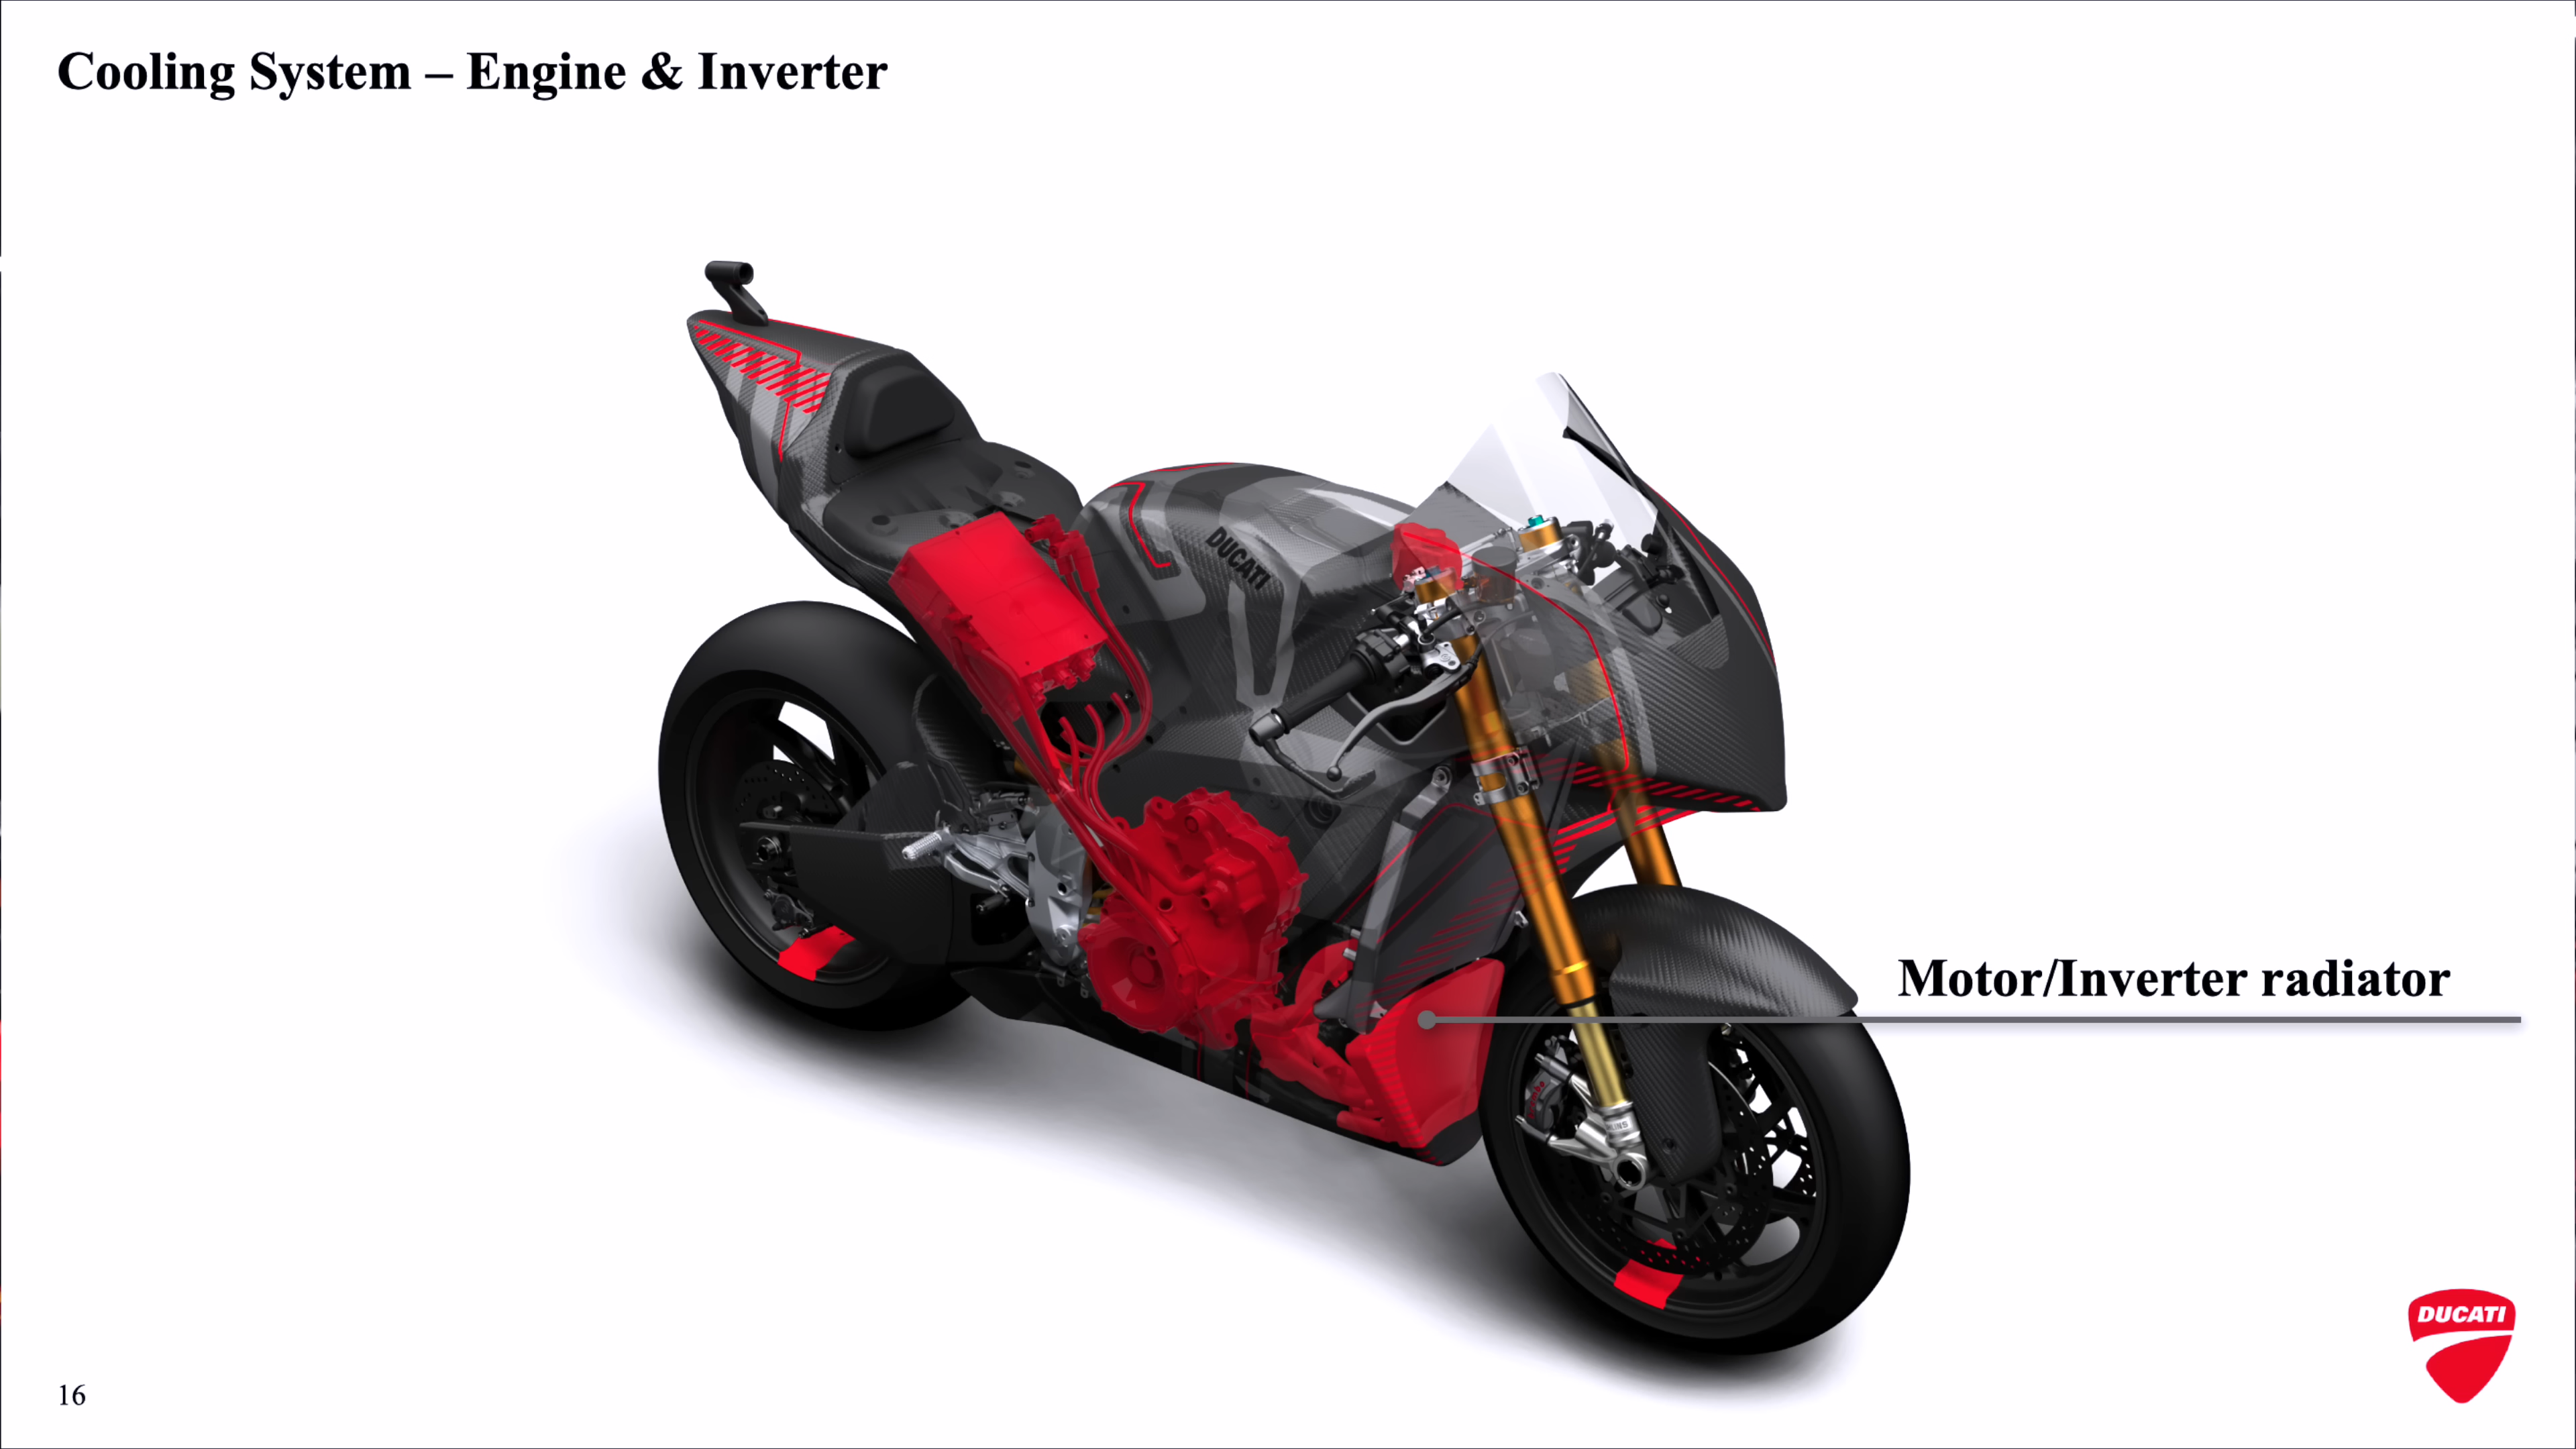 Cooling System – Engine & Inverter
DUCATI
Motor/Inverter radiator
DUCATI
16